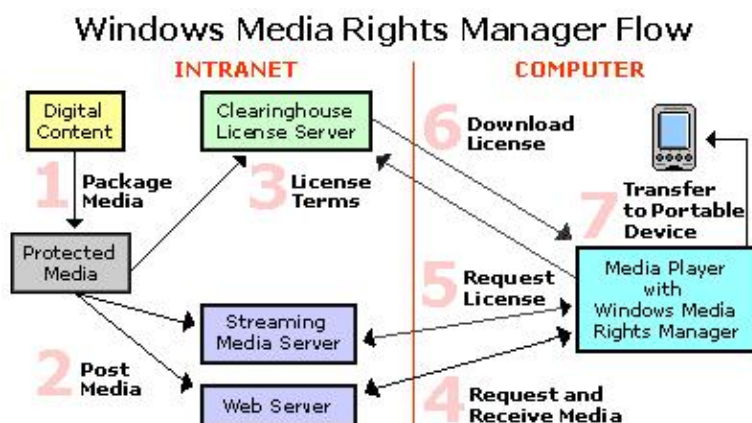 Windows Media Rights Manager Flow
INTRANET
COMPUTER
Digital
Content
Clearinghouse
License Server
6 Download
License
1 Package
Media
3 License
Terms
7 Transfer
to Portable
Device
Protected
Media
5 Request
License
Media Player
with
Windows Media
Rights Manager
Streaming
Media Server
2 Post
Media
Web Server
4 Request and
Receive Media